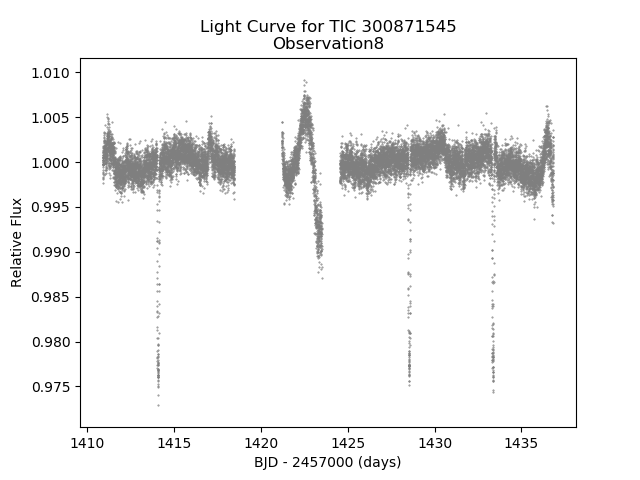 Light Curve for TIC 300871545
Observation8
1.010
1.005
1.000
0.995
0.990
0.985
0.980
0.975
Relative Flux
1410 1415 1420 1425 1430 1435
BJD - 2457000 (days)